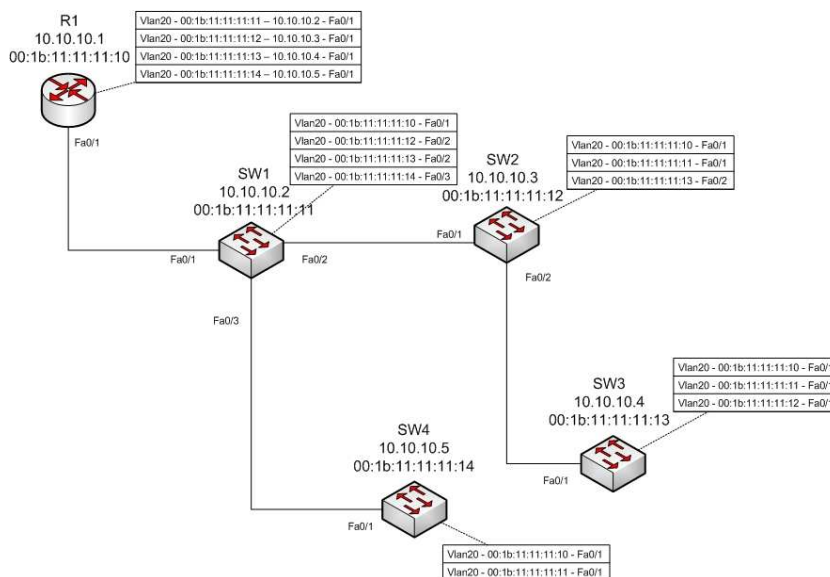 R1
10.10.10.1
00:1b:11:11:11:10
Vlan20 - 00:1b:11:11:11:11 – 10.10.10.2 - Fa0/1
Vlan20 - 00:1b:11:11:11:12 – 10.10.10.3 - Fa0/1
Vlan20 - 00:1b:11:11:11:13 – 10.10.10.4 - Fa0/1
Vlan20 - 00:1b:11:11:11:14 – 10.10.10.5 - Fa0/1
Fa0/1
SW1
10.10.10.2
00:1b:11:11:11:11
Vlan20 - 00:1b:11:11:11:10 - Fa0/1
Vlan20 - 00:1b:11:11:11:12 - Fa0/2
Vlan20 - 00:1b:11:11:11:13 - Fa0/2
Vlan20 - 00:1b:11:11:11:14 - Fa0/3
Fa0/1
Fa0/2
Fa0/3
SW2
10.10.10.3
00:1b:11:11:11:12
Vlan20 - 00:1b:11:11:11:10 - Fa0/1
Vlan20 - 00:1b:11:11:11:11 - Fa0/1
Vlan20 - 00:1b:11:11:11:13 - Fa0/2
Fa0/1
Fa0/2
SW3
10.10.10.4
00:1b:11:11:11:13
Vlan20 - 00:1b:11:11:11:10 - Fa0/1
Vlan20 - 00:1b:11:11:11:11 - Fa0/1
Vlan20 - 00:1b:11:11:11:12 - Fa0/1
Fa0/1
SW4
10.10.10.5
00:1b:11:11:11:14
Fa0/1
Vlan20 - 00:1b:11:11:11:10 - Fa0/1
Vlan20 - 00:1b:11:11:11:11 - Fa0/1